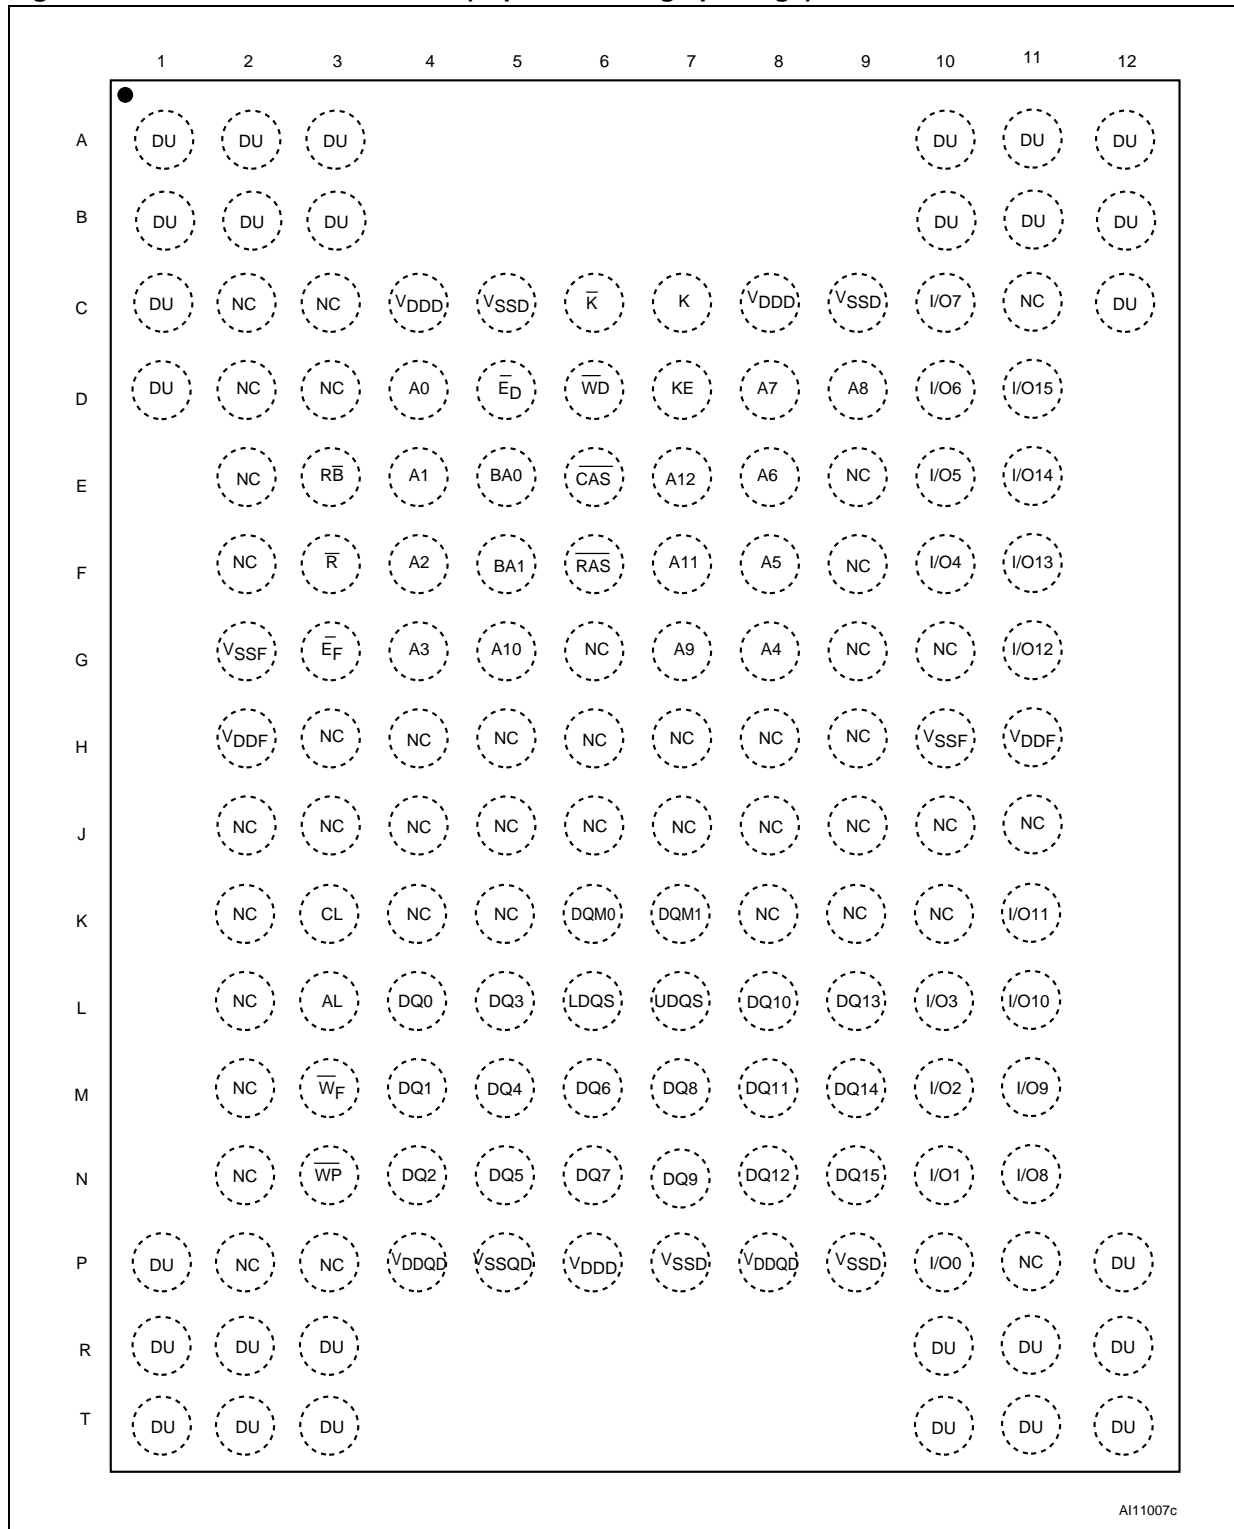 1 2 3 4 5 6 7 8 9 10 11 12
A DU DU DU DU DU DU
B DU DU DU DU DU DU
C DU NC NC VDDD VSSD K̅ K VDDD VSSD I/O7 NC DU
D DU NC NC A0 E̅D W̅D̅ KE A7 A8 I/O6 I/O15
E NC RB̅ A1 BA0 C̅A̅S̅ A12 A6 NC I/O5 I/O14
F NC R̅ A2 BA1 R̅A̅S̅ A11 A5 NC I/O4 I/O13
G VSSF E̅F A3 A10 NC A9 A4 NC NC I/O12
H VDDF NC NC NC NC NC NC NC VSSF VDDF
J NC NC NC NC NC NC NC NC NC NC
K NC CL NC NC DQM0 DQM1 NC NC NC I/O11
L NC AL DQ0 DQ3 LDQS UDQS DQ10 DQ13 I/O3 I/O10
M NC W̅F DQ1 DQ4 DQ6 DQ8 DQ11 DQ14 I/O2 I/O9
N NC W̅P̅ DQ2 DQ5 DQ7 DQ9 DQ12 DQ15 I/O1 I/O8
P DU NC NC VDDQD VSSQD VDDD VSSD VDDQD VSSD I/O0 NC DU
R DU DU DU DU DU DU
T DU DU DU DU DU DU
AI11007c